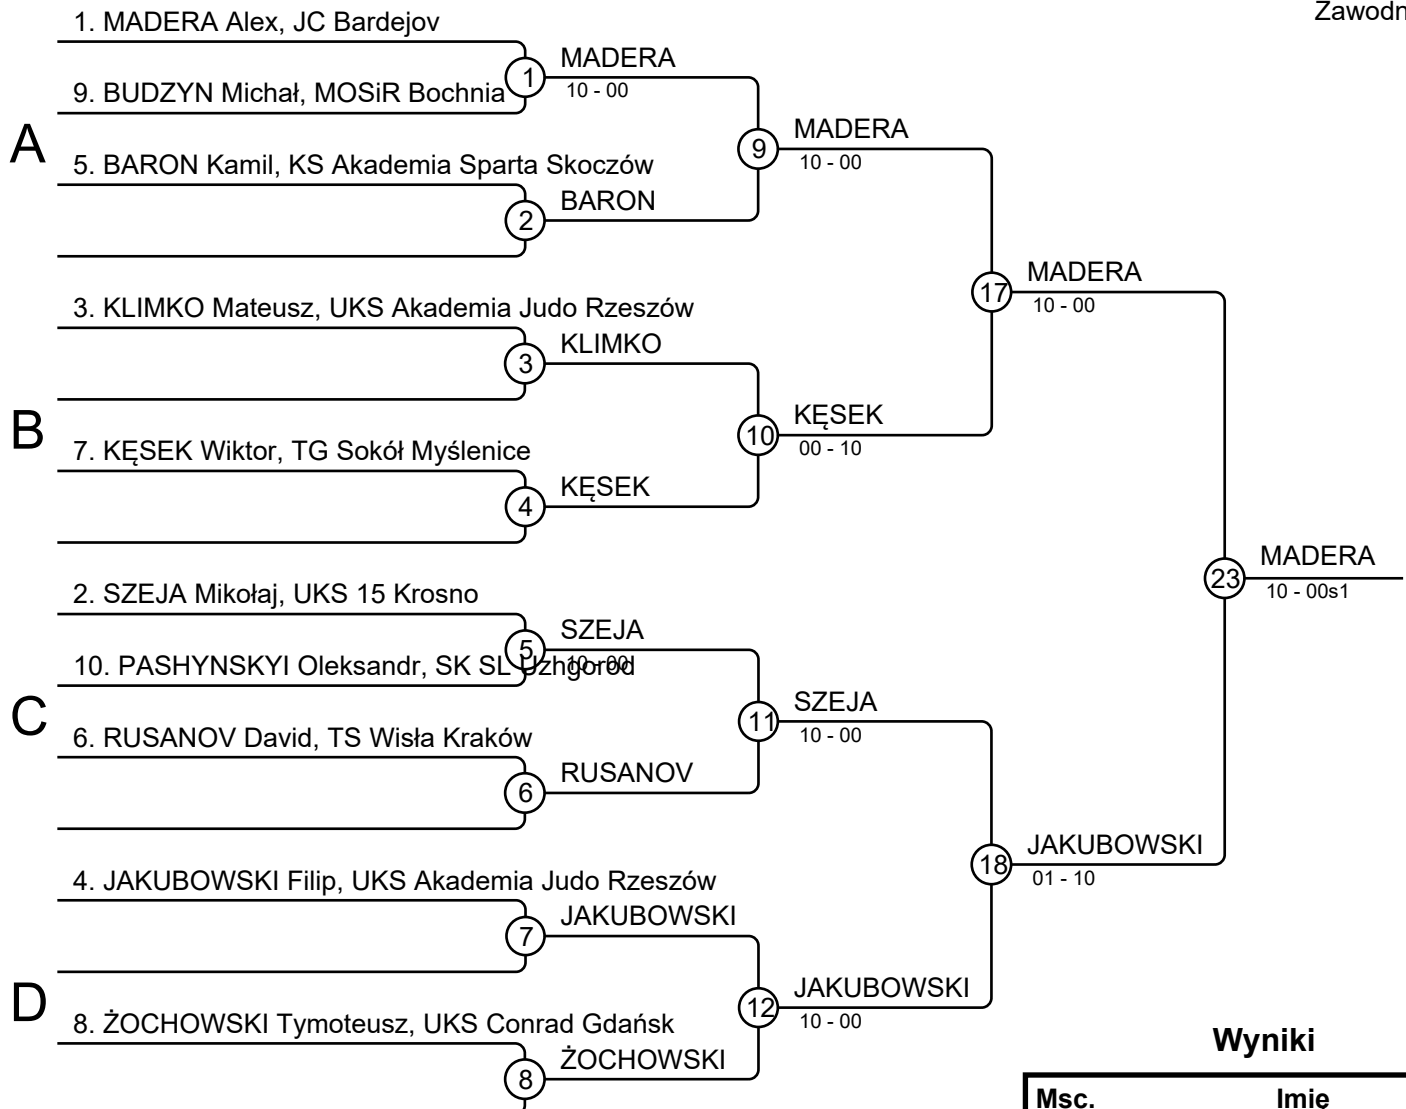 Zawodn
1. MADERA Alex, JC Bardejov
1
MADERA
10 - 00
9. BUDZYN Michał, MOSiR Bochnia
A
9
MADERA
10 - 00
5. BARON Kamil, KS Akademia Sparta Skoczów
2
BARON
17
MADERA
10 - 00
3. KLIMKO Mateusz, UKS Akademia Judo Rzeszów
3
KLIMKO
B
10
KĘSEK
00 - 10
7. KĘSEK Wiktor, TG Sokół Myślenice
4
KĘSEK
23
MADERA
10 - 00s1
2. SZEJA Mikołaj, UKS 15 Krosno
5
SZEJA
10 - 00
10. PASHYNSKYI Oleksandr, SK SL Uzhgorod
C
11
SZEJA
10 - 00
6. RUSANOV David, TS Wisła Kraków
6
RUSANOV
18
JAKUBOWSKI
01 - 10
4. JAKUBOWSKI Filip, UKS Akademia Judo Rzeszów
7
JAKUBOWSKI
D
12
JAKUBOWSKI
10 - 00
8. ŻOCHOWSKI Tymoteusz, UKS Conrad Gdańsk
8
ŻOCHOWSKI
Wyniki
Msc. Imie